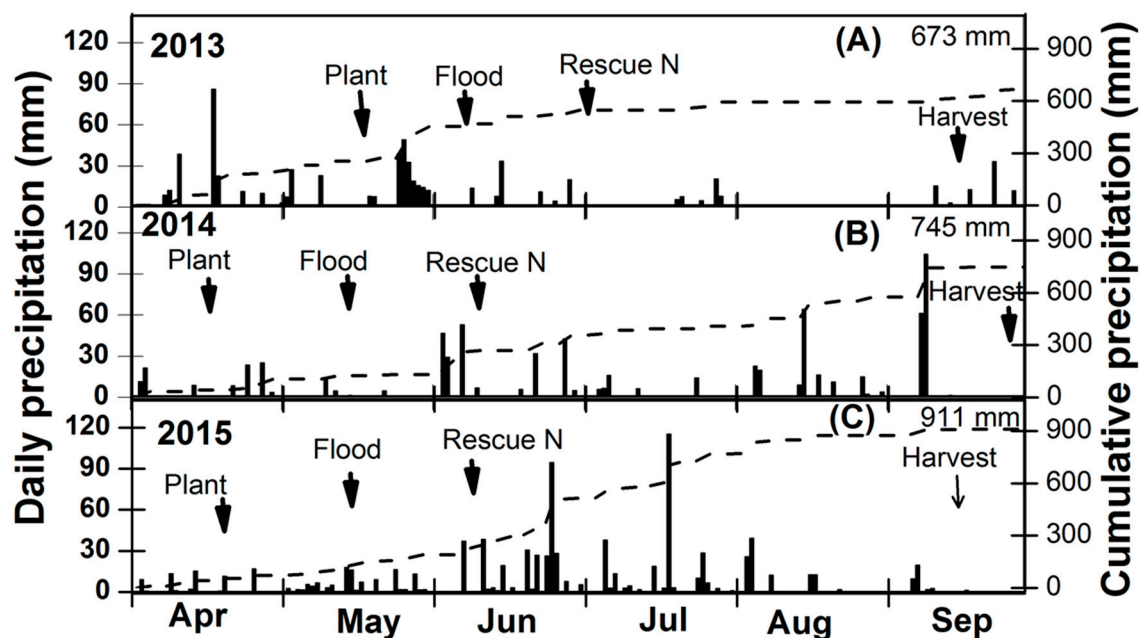 Daily precipitation (mm)
Cumulative precipitation (mm)
2013
(A)
673 mm
Plant
Flood
Rescue N
Harvest
120
90
60
30
0
900
600
300
0
2014
(B)
745 mm
Plant
Flood
Rescue N
Harvest
120
90
60
30
0
900
600
300
0
2015
(C)
911 mm
Plant
Flood
Rescue N
Harvest
120
90
60
30
0
900
600
300
0
Apr May Jun Jul Aug Sep